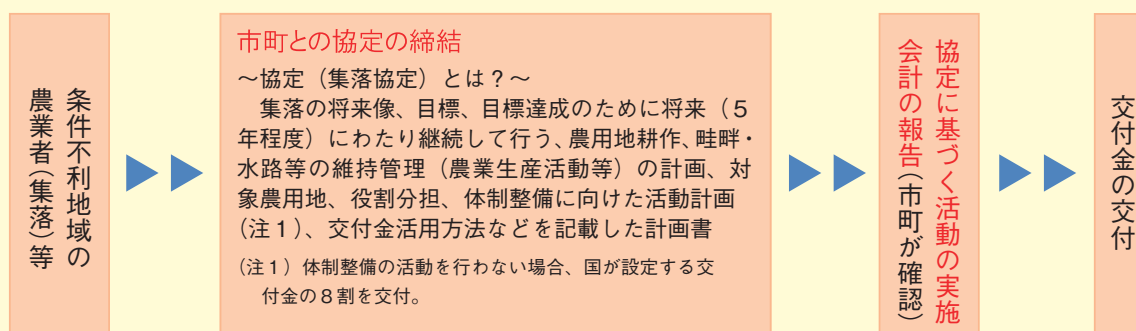 条件不利地域の
農業者（集落）等
市町との協定の締結
～協定（集落協定）とは？～
集落の将来像、目標、目標達成のために将来（５
年程度）にわたり継続して行う、農用地耕作、畦畔・
水路等の維持管理（農業生産活動等）の計画、対
象農用地、役割分担、体制整備に向けた活動計画
（注１）、交付金活用方法などを記載した計画書
（注１）体制整備の活動を行わない場合、国が設定する交
付金の８割を交付。
協定に基づく活動の実施
会計の報告（市町が確認）
交付金の交付